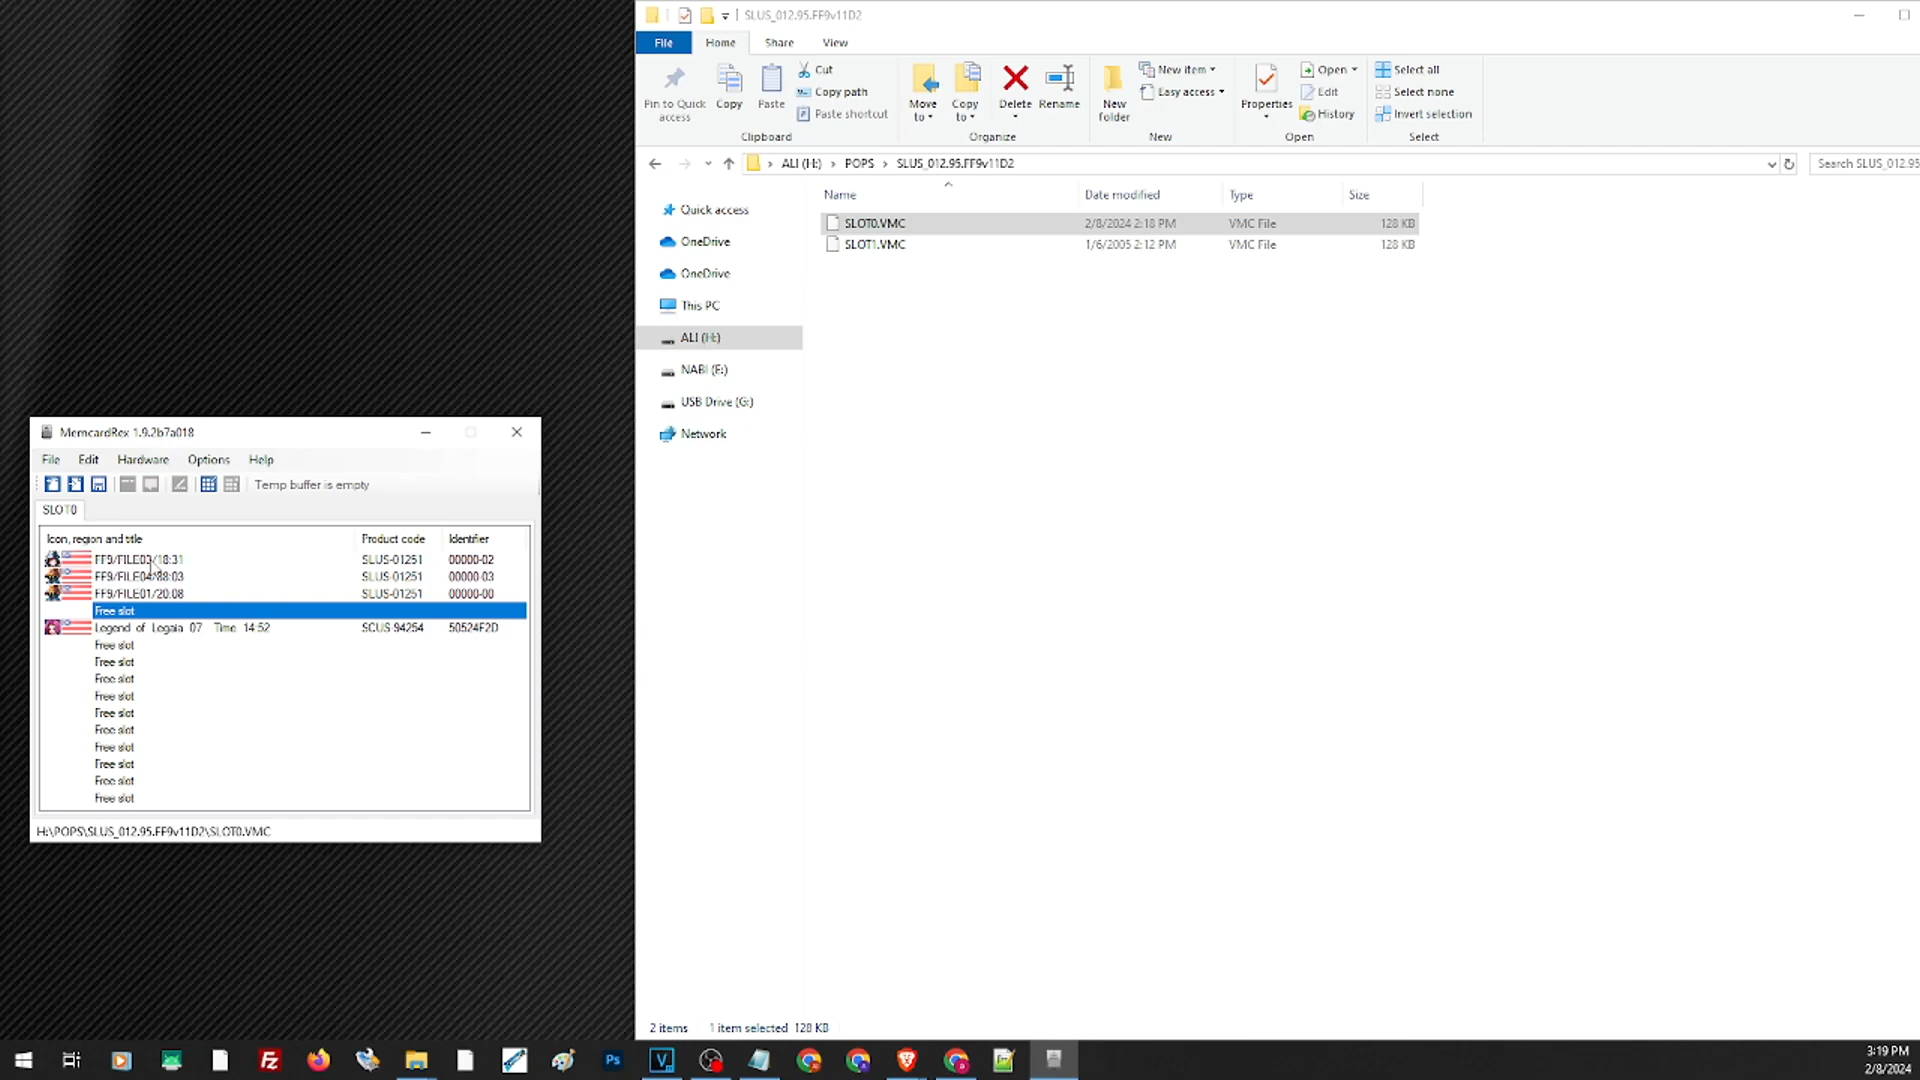 SLUS_012.95.FF9v11D2
File Home Share View
Pin to Quick access
Copy
Paste
Cut
Copy path
Paste shortcut
Clipboard
Move to
Copy to
Delete
Rename
Organize
New folder
New item
Easy access
New
Properties
Open
Edit
History
Open
Select all
Select none
Invert selection
Select
ALI (H:) > POPS > SLUS_012.95.FF9v11D2
Search SLUS_012.95
Name Date modified Type Size
SLOT0.VMC 2/8/2024 2:18 PM VMC File 128 KB
SLOT1.VMC 1/6/2005 2:12 PM VMC File 128 KB
Quick access
OneDrive
OneDrive
This PC
ALI (H:)
NABI (E:)
USB Drive (G:)
Network
MemcardRex 1.9.2b7a018
File Edit Hardware Options Help
Temp buffer is empty
SLOT0
Icon, region and title Product code Identifier
FF9/FILE03/18:31 SLUS-01251 00000-02
FF9/FILE04/88:03 SLUS-01251 00000-03
FF9/FILE01/20:08 SLUS-01251 00000-00
Free slot
Legend of Legaia 07 Time 14:52 SCUS-94254 50524F2D
Free slot
Free slot
Free slot
Free slot
Free slot
Free slot
Free slot
Free slot
Free slot
Free slot
H:\POPS\SLUS_012.95.FF9v11D2\SLOT0.VMC
2 items 1 item selected 128 KB
Fz
Ps
V
3:19 PM
2/8/2024